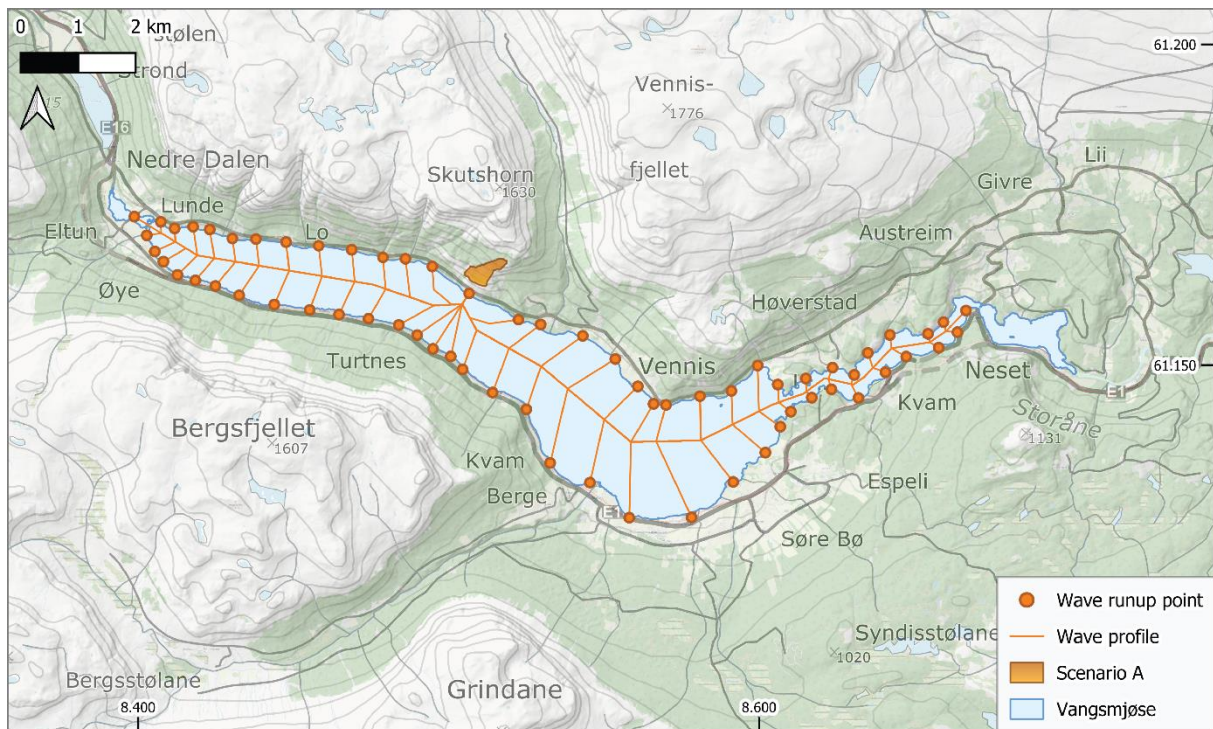 0 1 2 km
Stølen
Strond
61.200
Vennis-
1776
E16
Nedre Dalen
Skutshorn
1630
fjellet
Lii
Givre
Lunde
Eltun
Lo
Austreim
Øye
Høverstad
Turtnes
Vennis
61.150
Neset
E1
Kvam
Storåne
1131
Bergsfjellet
1607
Kvam
Berge
E1
Espeli
Søre Bø
Wave runup point
Syndisstølane
1020
Wave profile
Bergsstølane
Scenario A
Grindane
8.400
8.600
Vangsmjøse